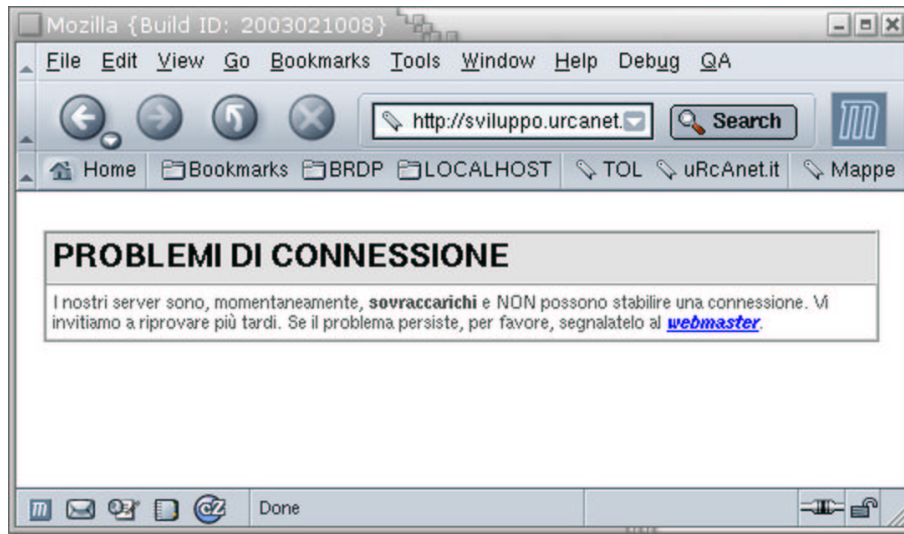 Mozilla {Build ID: 2003021008}
File Edit View Go Bookmarks Tools Window Help Debug QA
http://sviluppo.urcanet. Search
Home Bookmarks BRDP LOCALHOST TOL uRcAnet.it Mappe
PROBLEMI DI CONNESSIONE
I nostri server sono, momentaneamente, sovraccarichi e NON possono stabilire una connessione. Vi
invitiamo a riprovare più tardi. Se il problema persiste, per favore, segnalatelo al webmaster.
Done